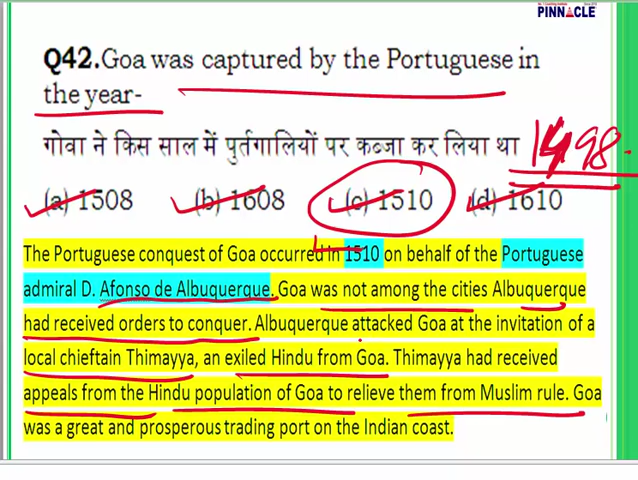 PINNACLE
Q42.Goa was captured by the Portuguese in
the year-
गोवा ने किस साल में पुर्तगालियों पर कब्जा कर लिया था
1498
(a) 1508 (b) 1608 (c) 1510 (d) 1610
The Portuguese conquest of Goa occurred in 1510 on behalf of the Portuguese
admiral D. Afonso de Albuquerque. Goa was not among the cities Albuquerque
had received orders to conquer. Albuquerque attacked Goa at the invitation of a
local chieftain Thimayya, an exiled Hindu from Goa. Thimayya had received
appeals from the Hindu population of Goa to relieve them from Muslim rule. Goa
was a great and prosperous trading port on the Indian coast.